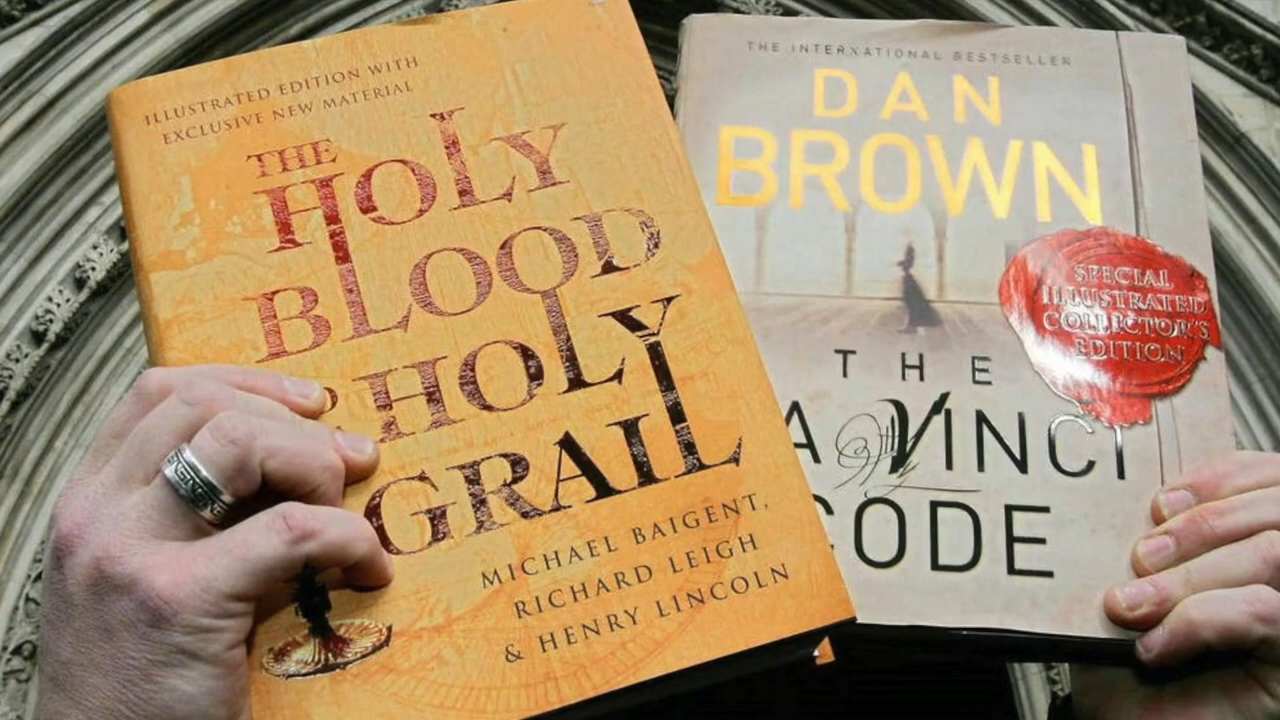 ILLUSTRATED EDITION WITH
EXCLUSIVE NEW MATERIAL
THE
HOLY
BLOOD
& HOLY
GRAIL
MICHAEL BAIGENT,
RICHARD LEIGH
& HENRY LINCOLN
THE INTERNATIONAL BESTSELLER
DAN
BROWN
SPECIAL
ILLUSTRATED
COLLECTOR'S
EDITION
THE
A VINCI
CODE